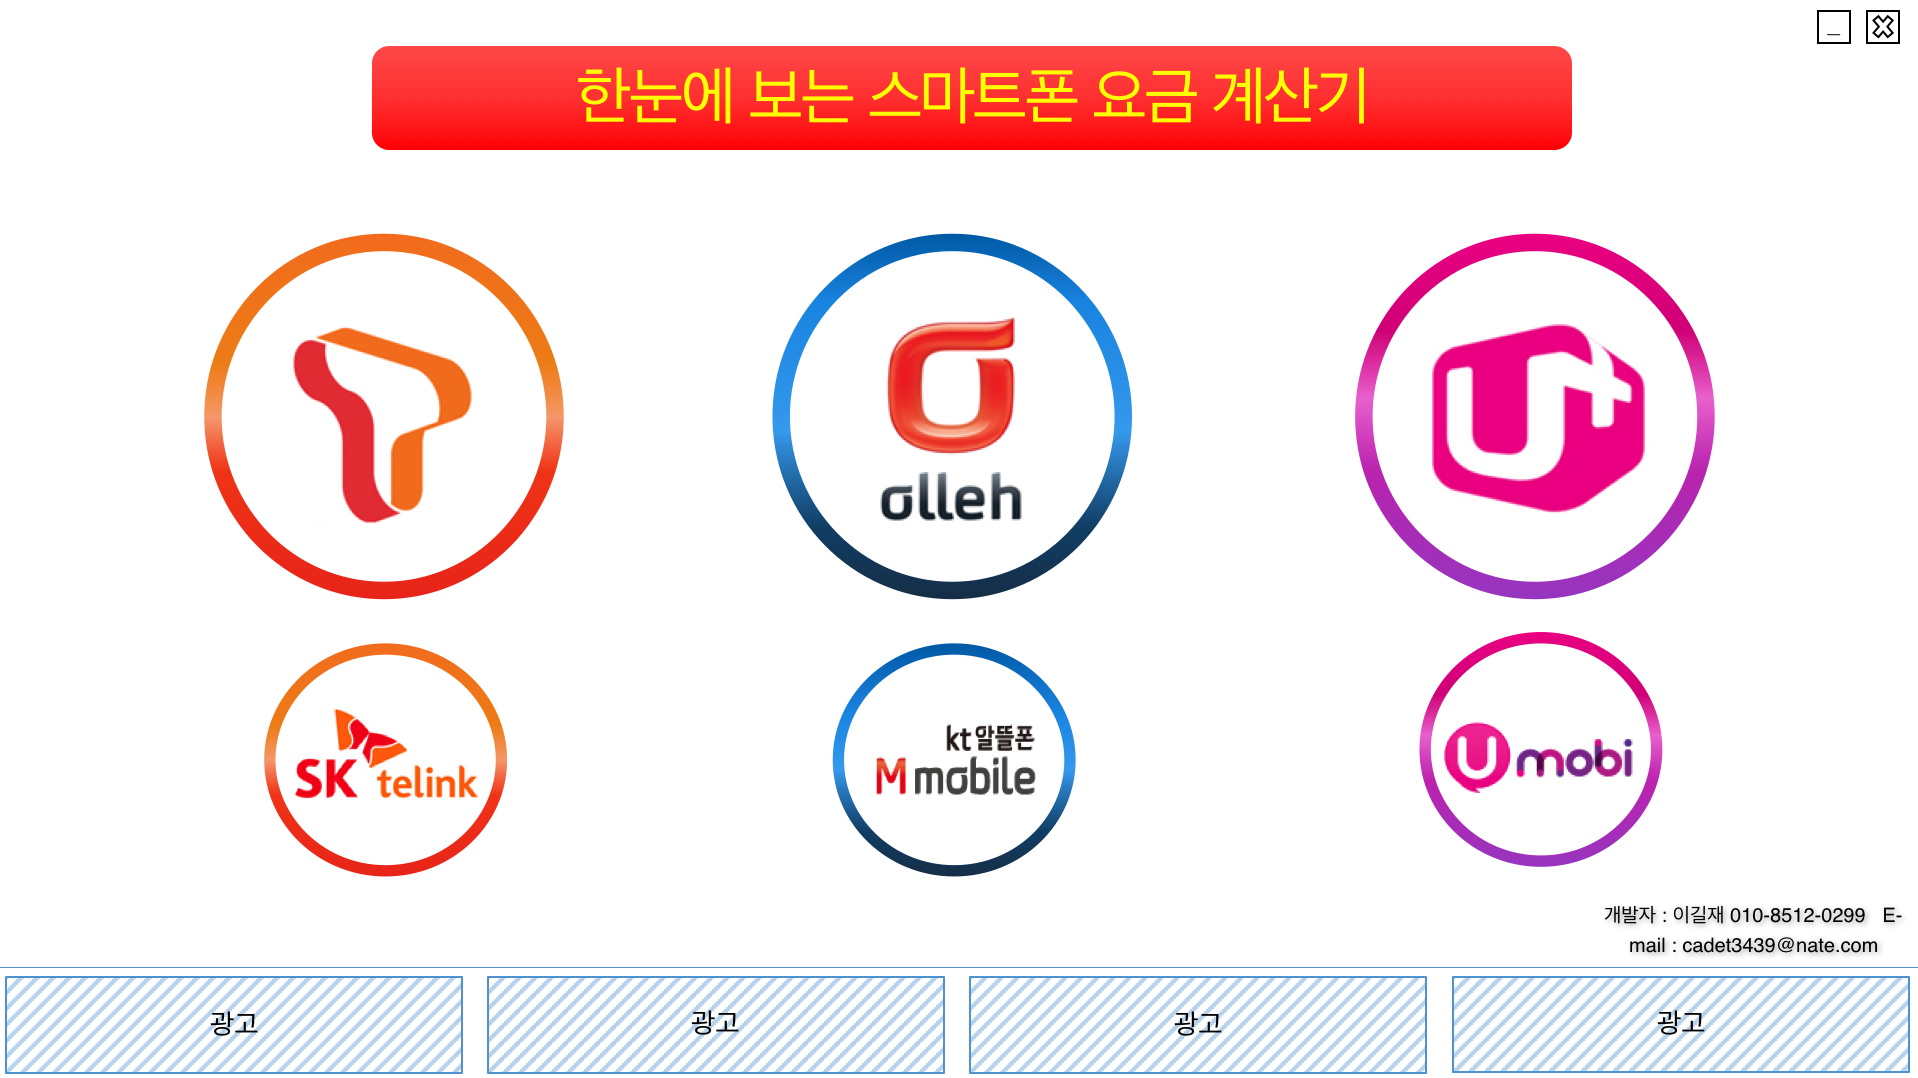 한눈에 보는 스마트폰 요금 계산기
olleh
U+
SK telink
kt 알뜰폰
M mobile
U mobi
개발자 : 이길재 010-8512-0299 E-
mail : cadet3439@nate.com
광고
광고
광고
광고